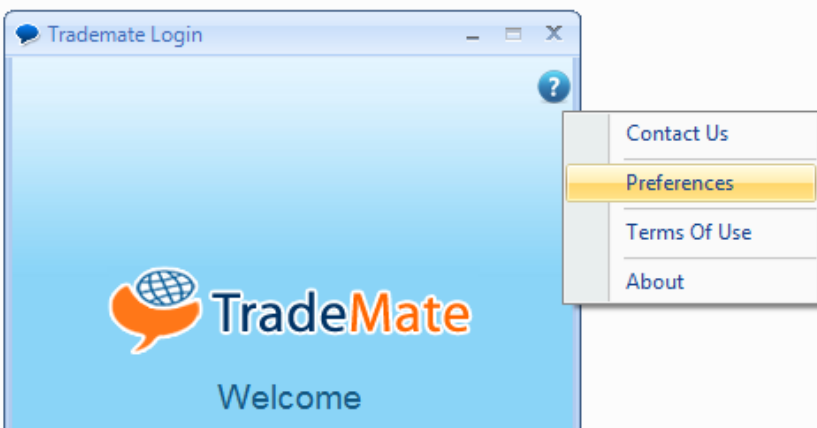 Trademate Login
?
Contact Us
Preferences
Terms Of Use
About
TradeMate
Welcome